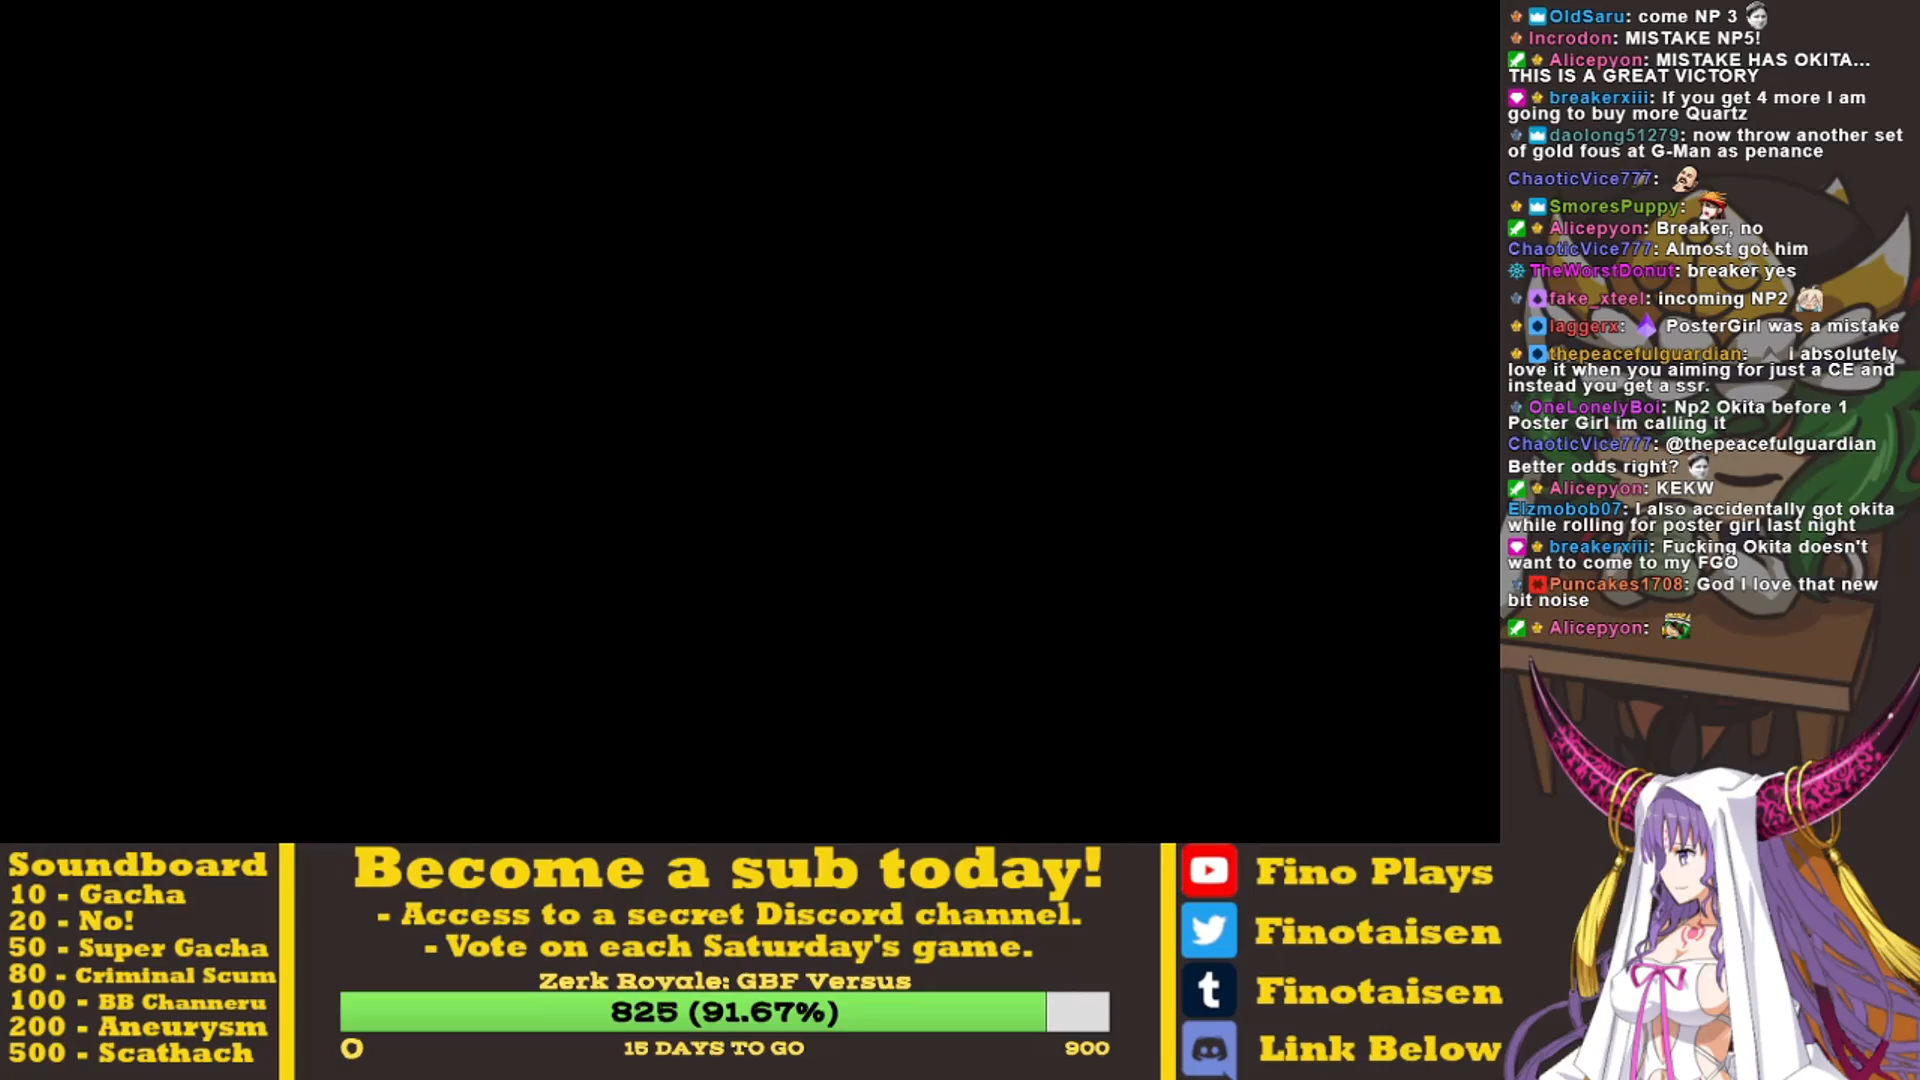 OldSaru: come NP 3
Incrodon: MISTAKE NP5!
Alicepyon: MISTAKE HAS OKITA...
THIS IS A GREAT VICTORY
breakerxiii: If you get 4 more I am
going to buy more Quartz
daolong51279: now throw another set
of gold fous at G-Man as penance
ChaoticVice777:
SmoresPuppy:
Alicepyon: Breaker, no
ChaoticVice777: Almost got him
TheWorstDonut: breaker yes
fake_xteel: incoming NP2
laggerx: PosterGirl was a mistake
thepeacefulguardian: i absolutely
love it when you aiming for just a CE and
instead you get a ssr.
OneLonelyBoi: Np2 Okita before 1
Poster Girl im calling it
ChaoticVice777: @thepeacefulguardian
Better odds right?
Alicepyon: KEKW
Elzmobob07: I also accidentally got okita
while rolling for poster girl last night
breakerxiii: Fucking Okita doesn't
want to come to my FGO
Puncakes1708: God I love that new
bit noise
Alicepyon:
Soundboard
10 - Gacha
20 - No!
50 - Super Gacha
80 - Criminal Scum
100 - BB Channeru
200 - Aneurysm
500 - Scathach
Become a sub today!
- Access to a secret Discord channel.
- Vote on each Saturday's game.
Zerk Royale: GBF Versus
825 (91.67%)
0 15 DAYS TO GO 900
Fino Plays
Finotaisen
Finotaisen
Link Below